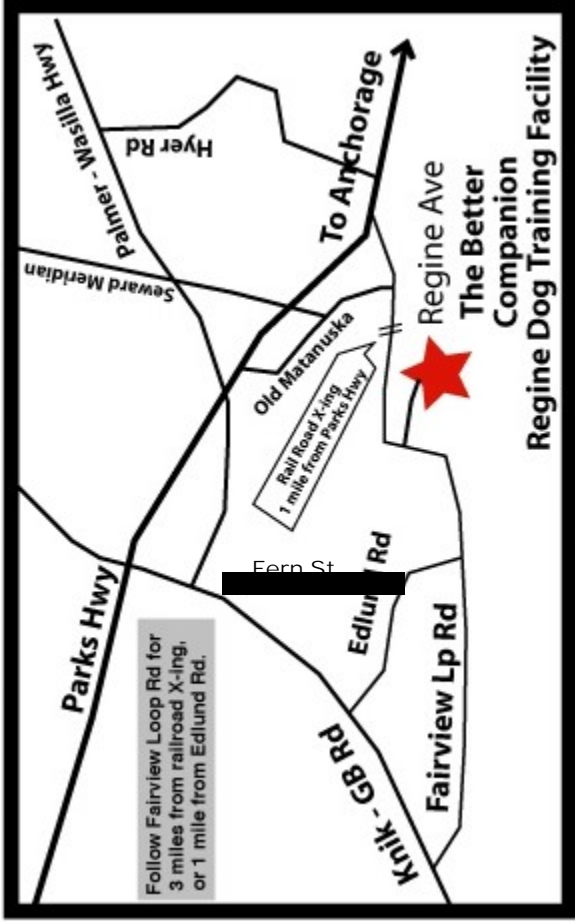 Palmer - Wasilla Hwy
Hyer Rd
To Anchorage
Seward Meridian
Regine Ave
The Better
Companion
Regine Dog Training Facility
Old Matanuska
Rail Road X-ing
1 mile from Parks Hwy
Fern St
Edlund Rd
Parks Hwy
Follow Fairview Loop Rd for
3 miles from railroad X-ing,
or 1 mile from Edlund Rd.
Knik - GB Rd
Fairview Lp Rd